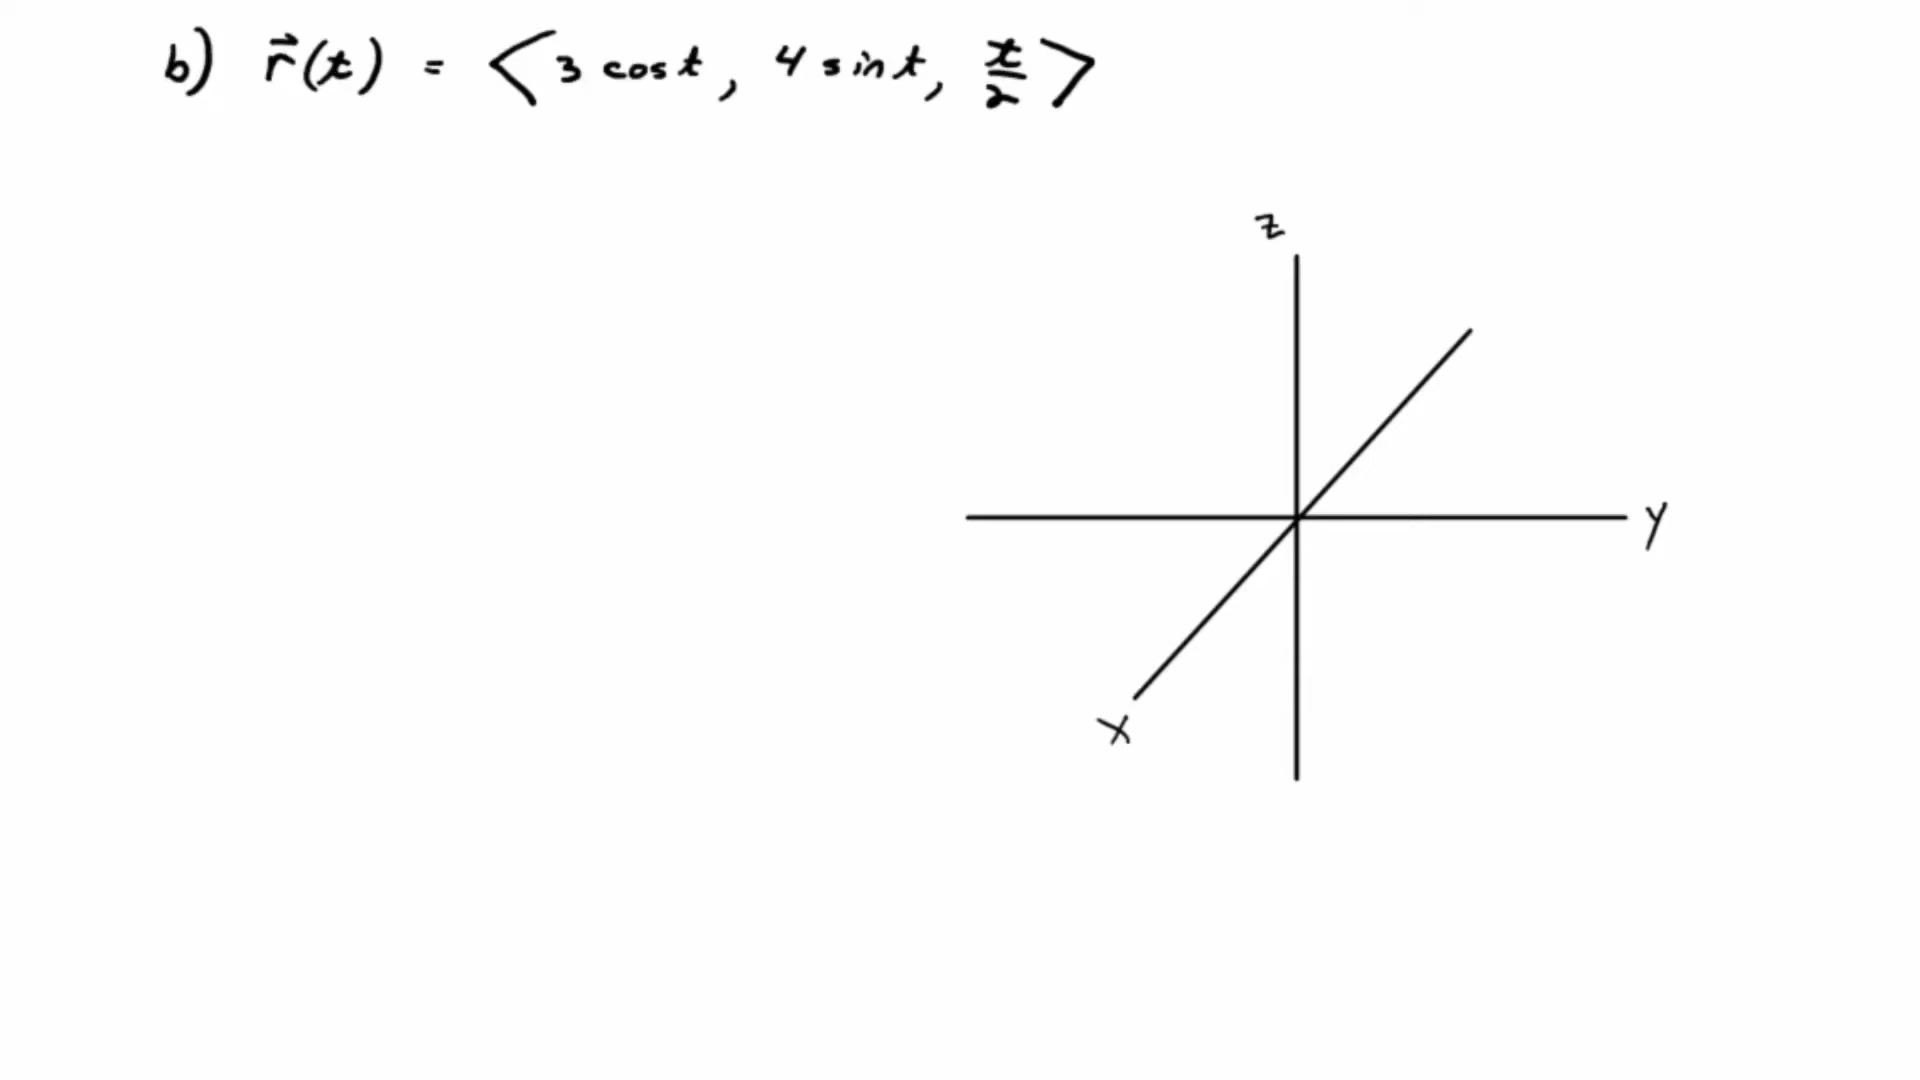 b) r⃗(t) = <3 cos t, 4 sin t, t/2>
z
y
x